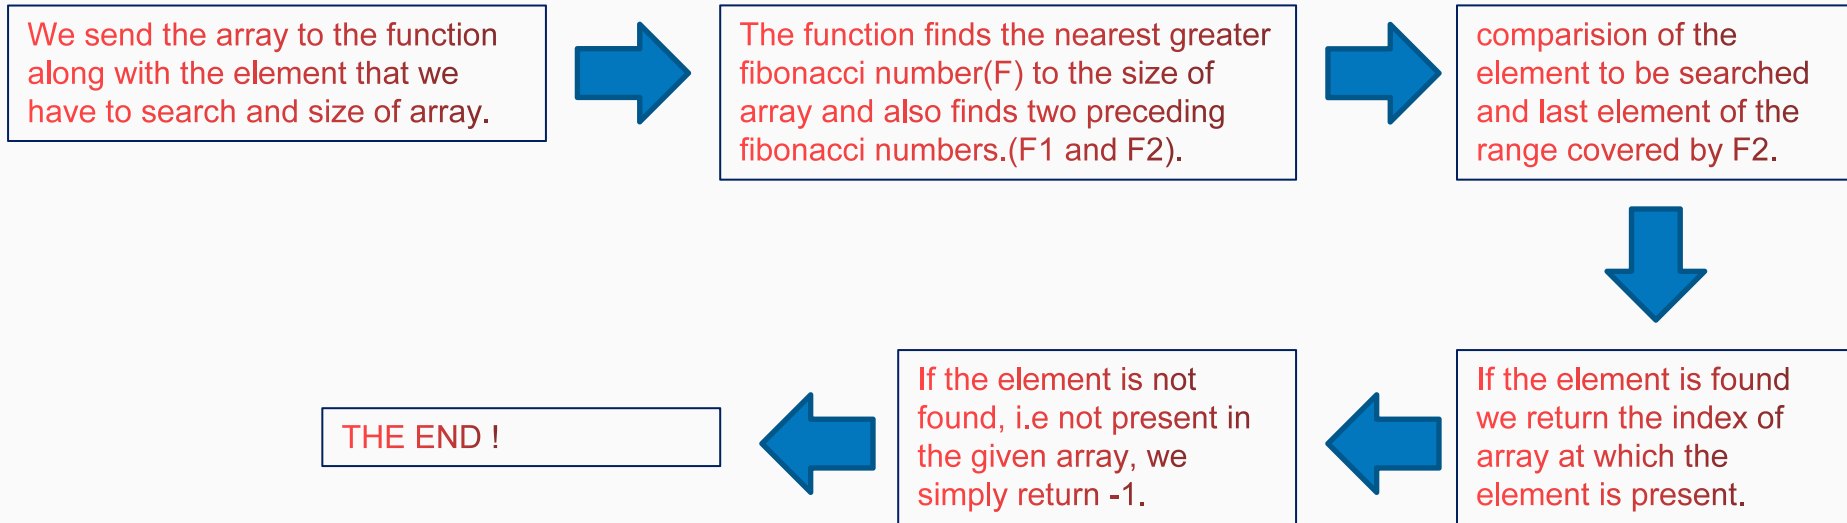 We send the array to the function
along with the element that we
have to search and size of array.
The function finds the nearest greater
fibonacci number(F) to the size of
array and also finds two preceding
fibonacci numbers.(F1 and F2).
comparision of the
element to be searched
and last element of the
range covered by F2.
If the element is found
we return the index of
array at which the
element is present.
If the element is not
found, i.e not present in
the given array, we
simply return -1.
THE END !